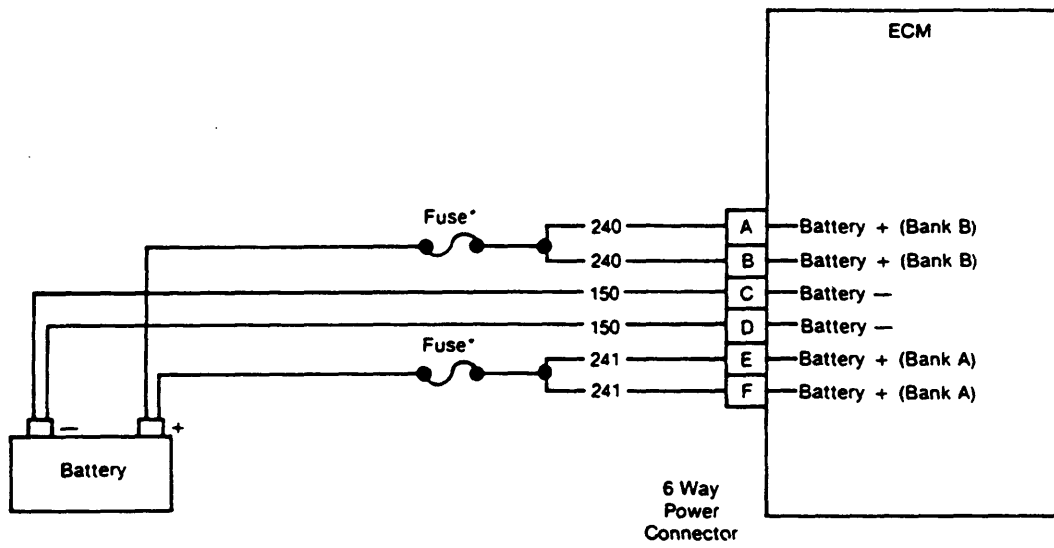 ECM
Fuse*
240 A Battery + (Bank B)
240 B Battery + (Bank B)
150 C Battery —
150 D Battery —
Fuse*
241 E Battery + (Bank A)
241 F Battery + (Bank A)
— +
Battery
6 Way
Power
Connector